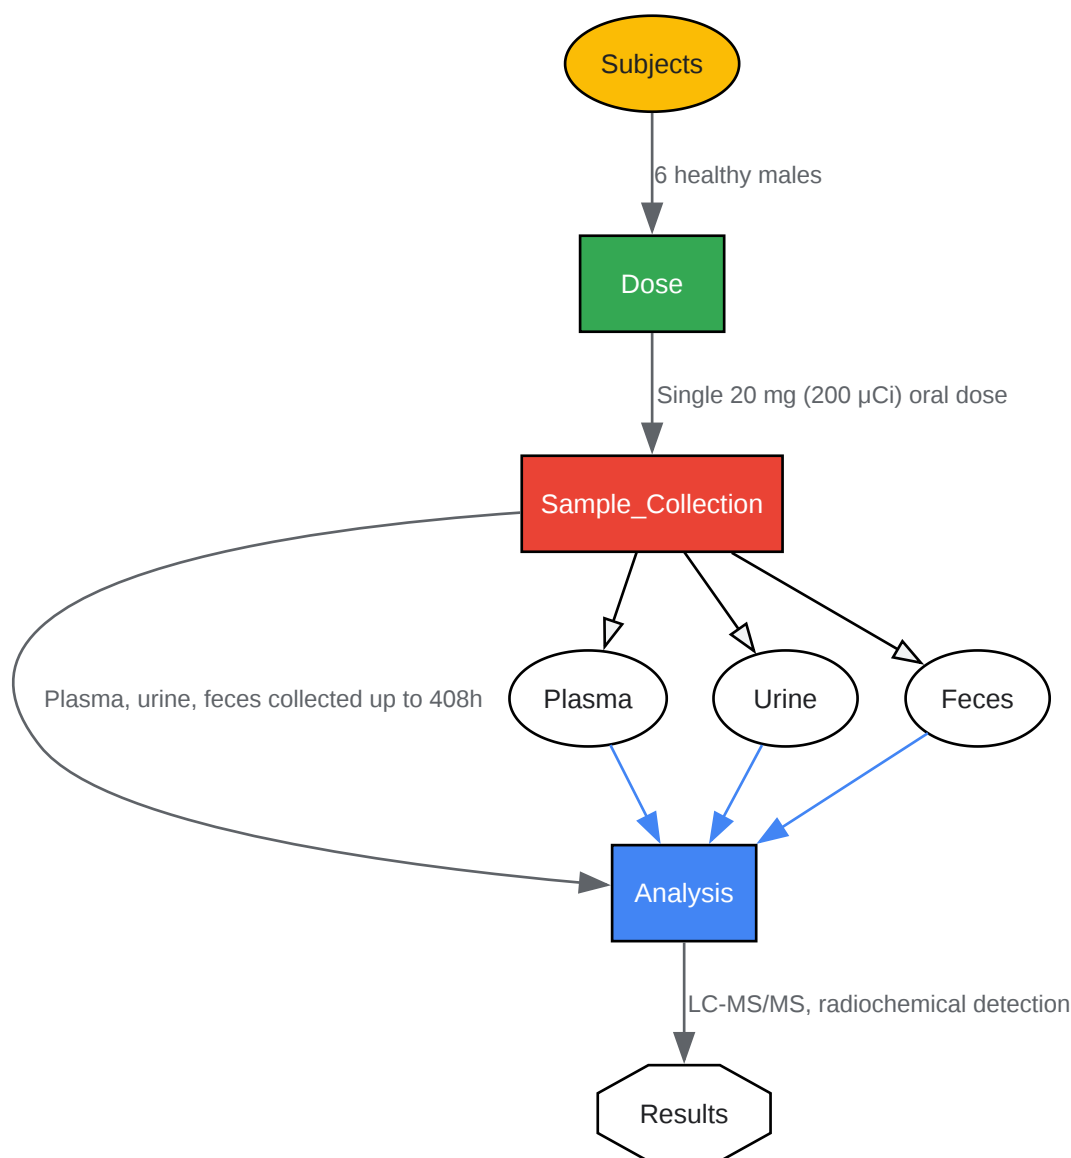 Subjects
6 healthy males
Dose
Single 20 mg (200 μCi) oral dose
Sample_Collection
Plasma, urine, feces collected up to 408h
Plasma
Urine
Feces
Analysis
LC-MS/MS, radiochemical detection
Results